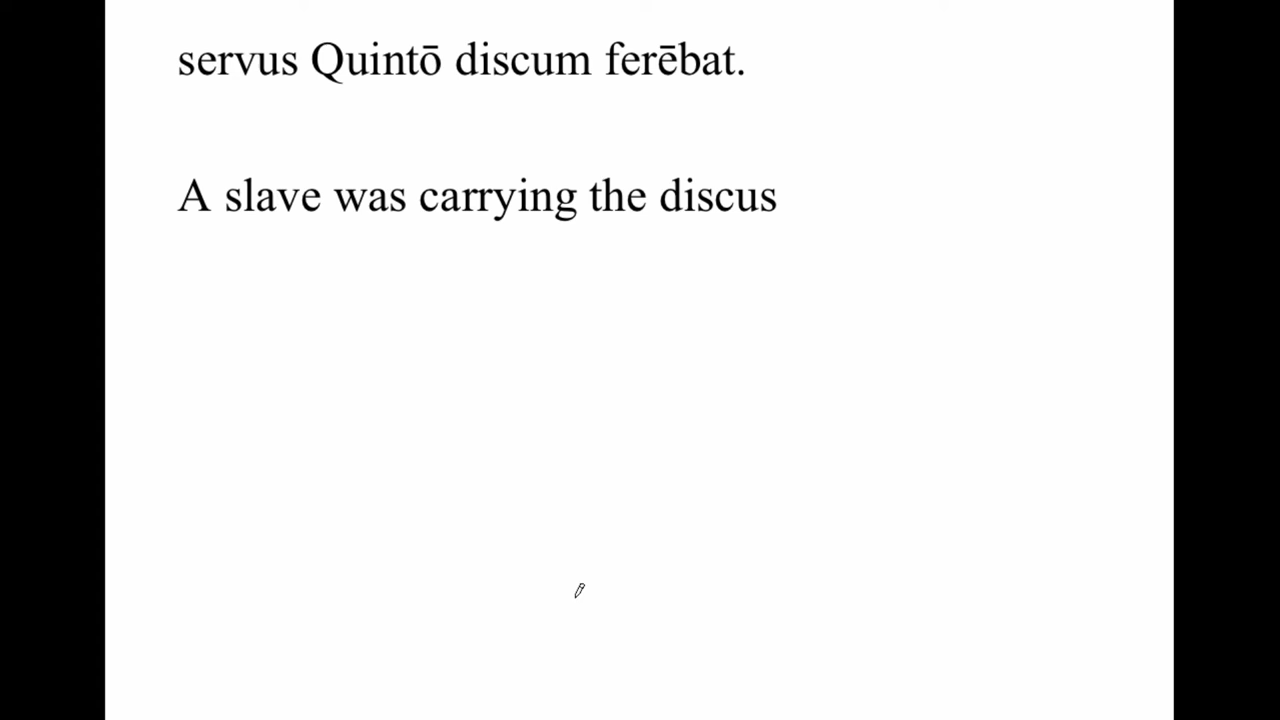 servus Quintō discum ferēbat.
A slave was carrying the discus